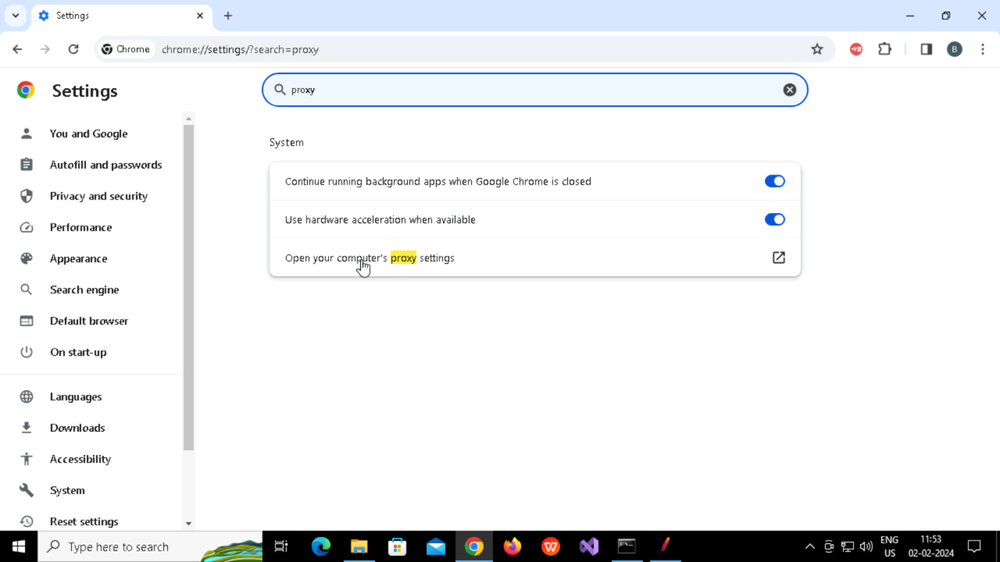 Settings
Chrome
chrome://settings/?search=proxy
B
Settings
proxy
You and Google
Autofill and passwords
Privacy and security
Performance
Appearance
Search engine
Default browser
On start-up
Languages
Downloads
Accessibility
System
Reset settings
System
Continue running background apps when Google Chrome is closed
Use hardware acceleration when available
Open your computer's proxy settings
Type here to search
ENG
US
11:53
02-02-2024